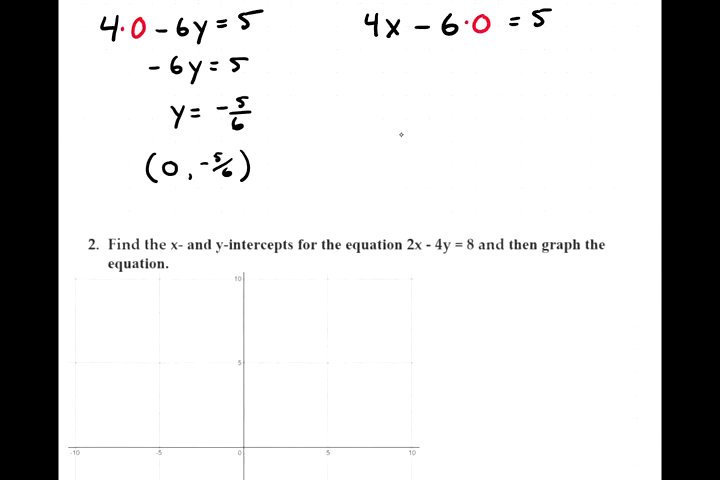 4·0 - 6y = 5
4x - 6·0 = 5
-6y = 5
y = -5/6
(0, -5/6)
2. Find the x- and y-intercepts for the equation 2x - 4y = 8 and then graph the
equation.
10
5
-10 -5 0 5 10